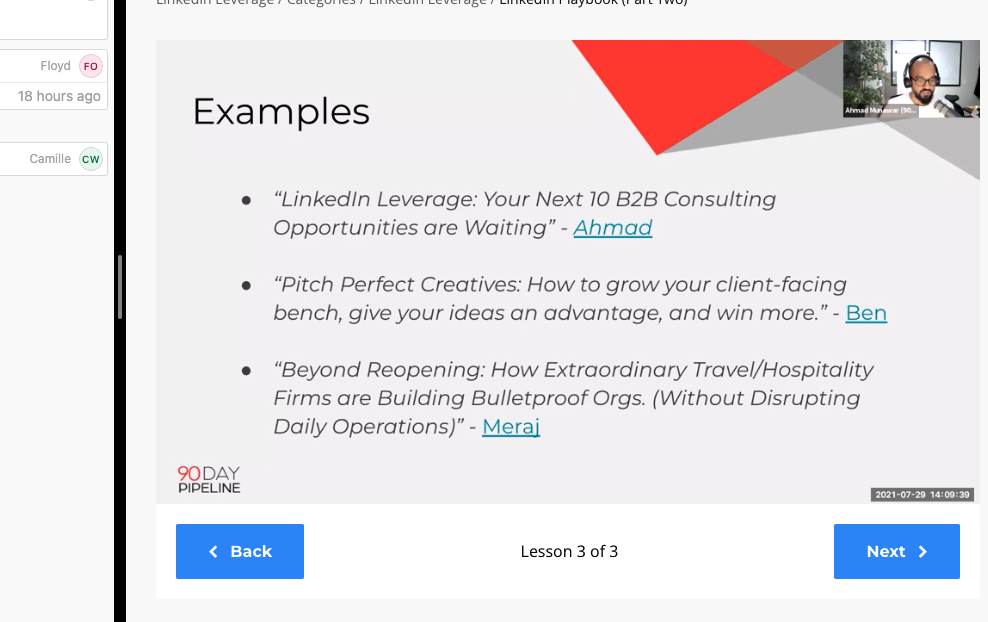 LinkedIn Leverage / Categories / LinkedIn Leverage / LinkedIn Playbook (Part Two)
Floyd FO
18 hours ago
Camille CW
Examples
Ahmad Munawar (90...
● “LinkedIn Leverage: Your Next 10 B2B Consulting
Opportunities are Waiting” - Ahmad
● “Pitch Perfect Creatives: How to grow your client-facing
bench, give your ideas an advantage, and win more.” - Ben
● “Beyond Reopening: How Extraordinary Travel/Hospitality
Firms are Building Bulletproof Orgs. (Without Disrupting
Daily Operations)” - Meraj
90 DAY
PIPELINE
2021-07-29 14:09:39
Back
Lesson 3 of 3
Next